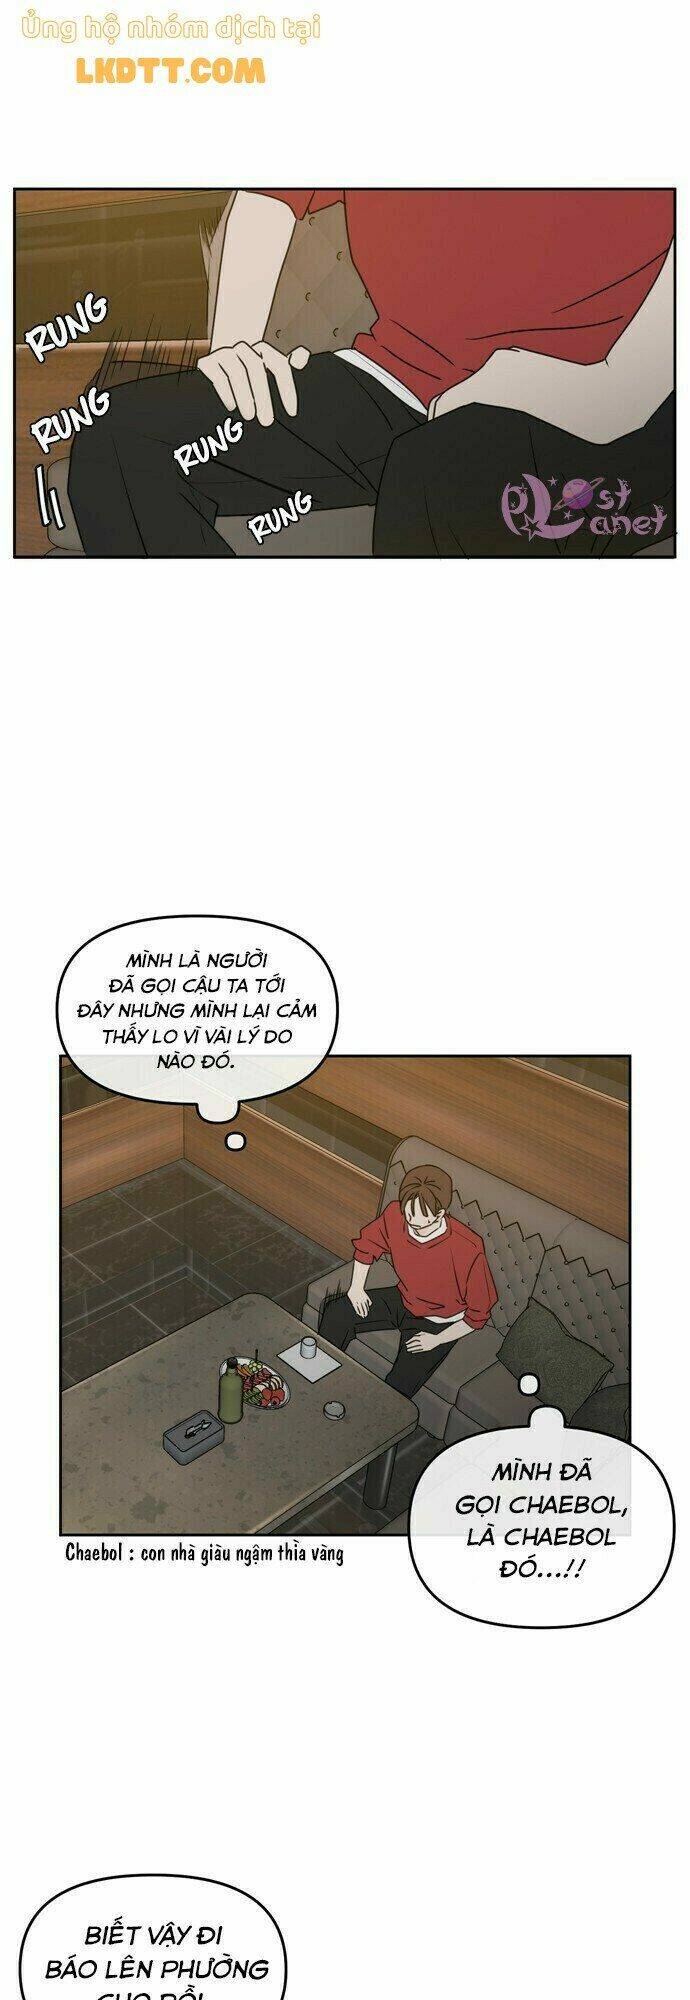 Ủng hộ nhóm dịch tại
LKDTT.COM
RUNG
RUNG
RUNG
RUNG
Lost
Planet
MÌNH LÀ NGƯỜI
ĐÃ GỌI CẬU TA TỚI
ĐÂY NHƯNG MÌNH LẠI CẢM
THẤY LO VÌ VÀI LÝ DO
NÀO ĐÓ.
MÌNH ĐÃ
GỌI CHAEBOL,
LÀ CHAEBOL
ĐÓ...!!
Chaebol : con nhà giàu ngậm thìa vàng
BIẾT VẬY ĐI
BÁO LÊN PHƯỜNG
CHO RỒI